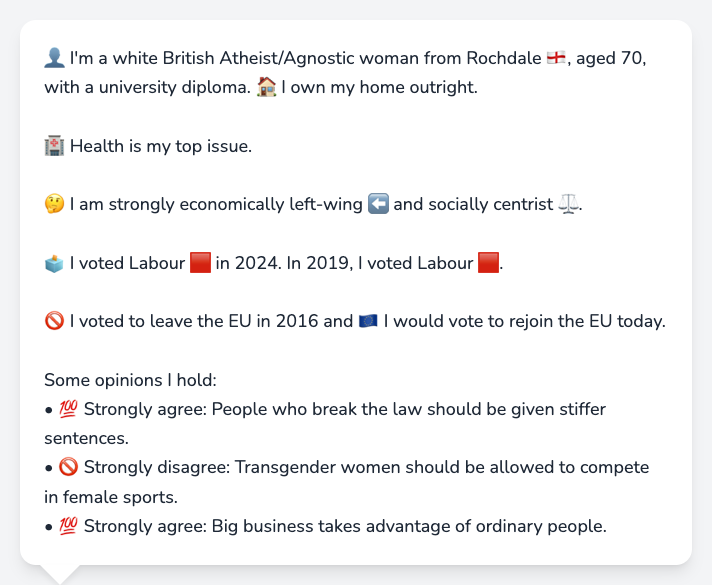 👤 I'm a white British Atheist/Agnostic woman from Rochdale 🏴󠁧󠁢󠁥󠁮󠁧󠁿, aged 70,
with a university diploma. 🏠 I own my home outright.
🏥 Health is my top issue.
🤔 I am strongly economically left-wing ⬅️ and socially centrist ⚖️.
🗳️ I voted Labour 🟥 in 2024. In 2019, I voted Labour 🟥.
🚫 I voted to leave the EU in 2016 and 🇪🇺 I would vote to rejoin the EU today.
Some opinions I hold:
• 💯 Strongly agree: People who break the law should be given stiffer
sentences.
• 🚫 Strongly disagree: Transgender women should be allowed to compete
in female sports.
• 💯 Strongly agree: Big business takes advantage of ordinary people.